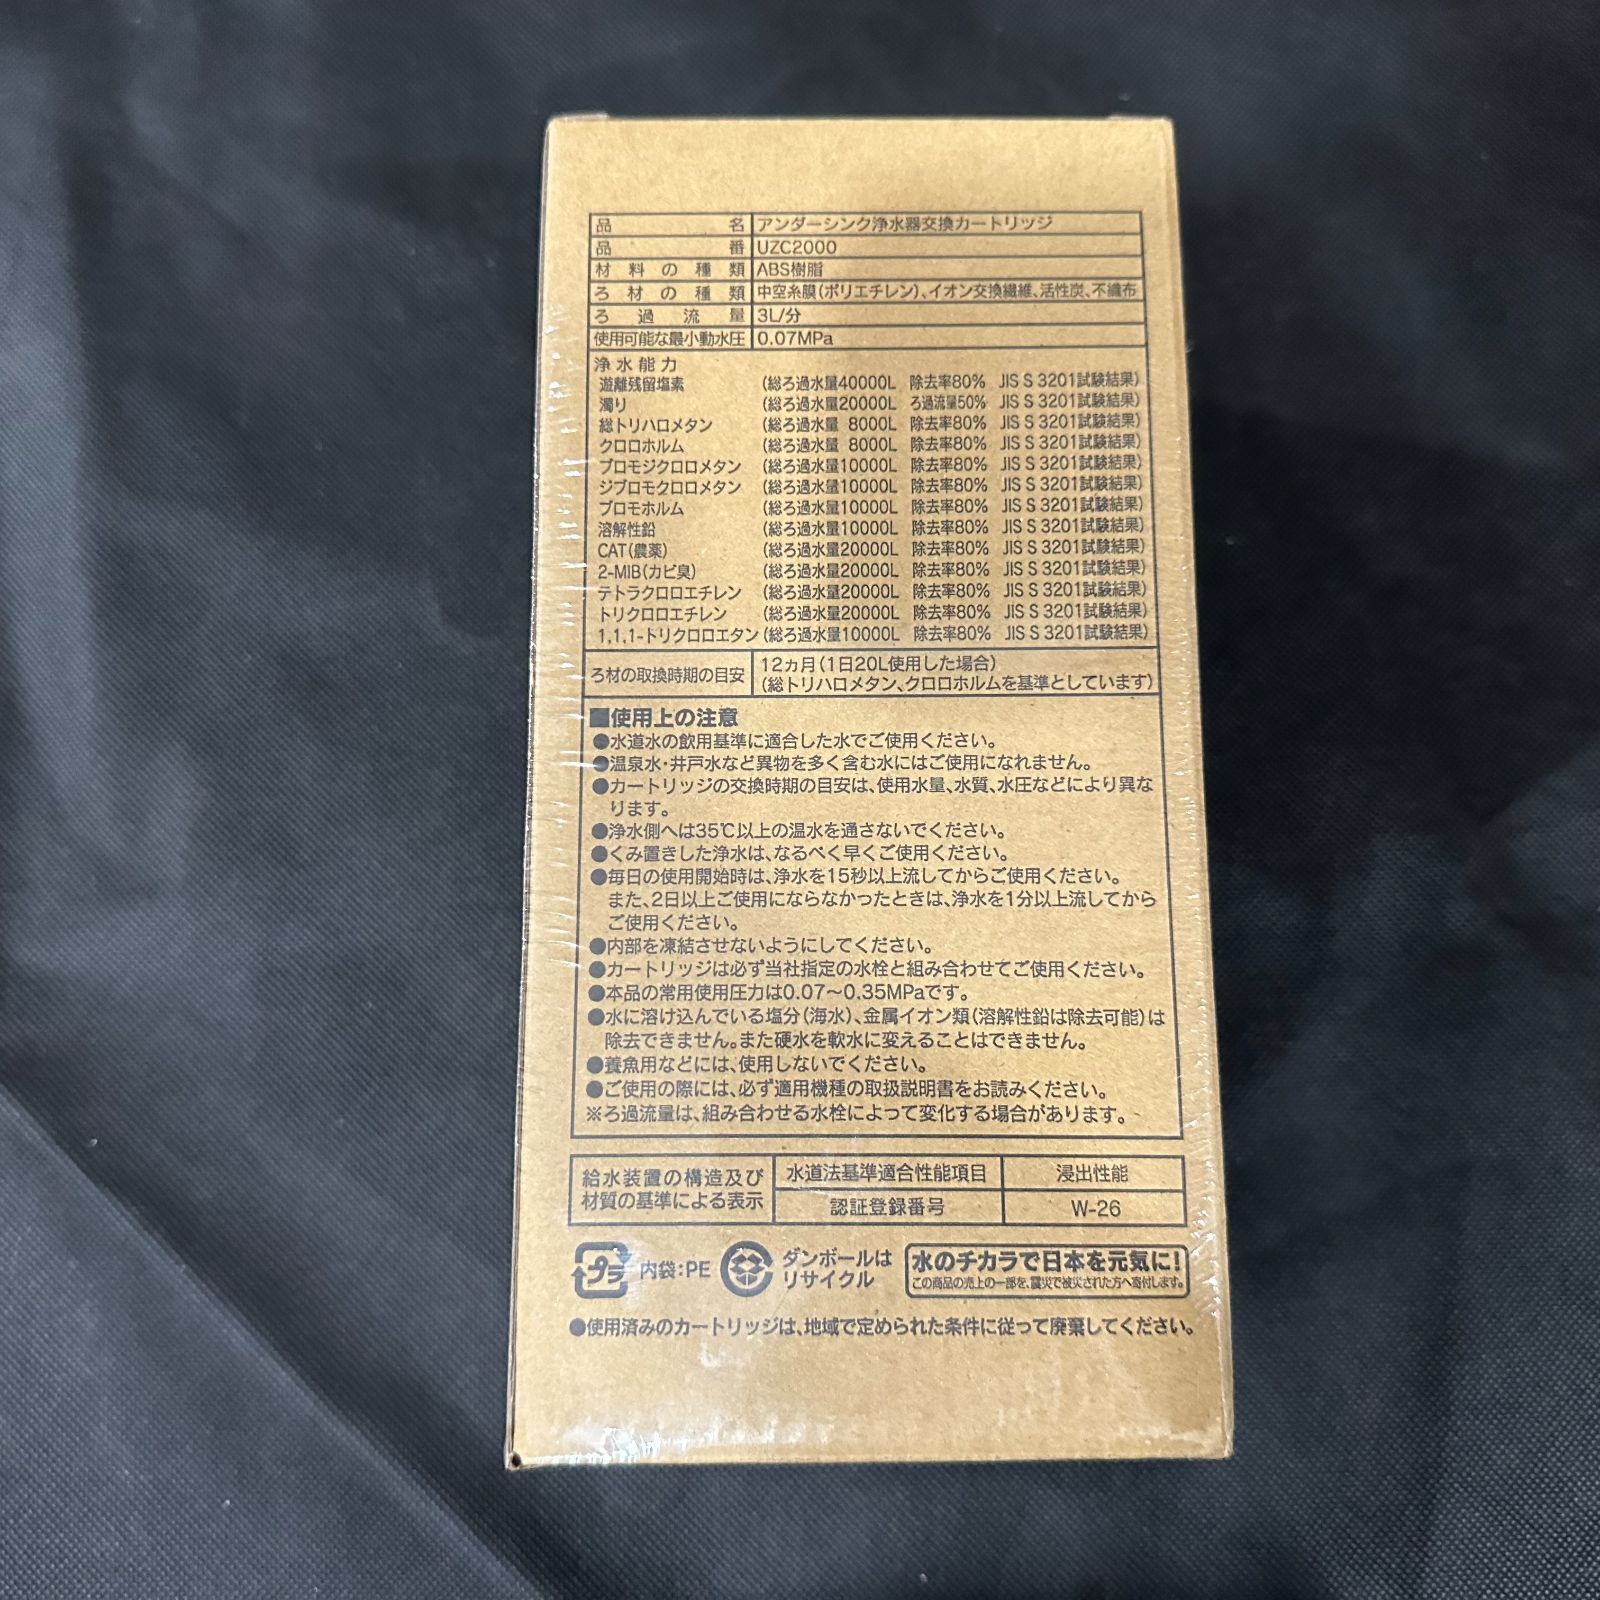 品名 アンダーシンク浄水器交換カートリッジ
品番 UZC2000
材料の種類 ABS樹脂
ろ材の種類 中空糸膜(ポリエチレン)、イオン交換繊維、活性炭、不織布
ろ過流量 3L/分
使用可能な最小動水圧 0.07MPa
浄水能力
遊離残留塩素 (総ろ過水量40000L 除去率80% JIS S 3201試験結果)
濁り (総ろ過水量20000L ろ過流量50% JIS S 3201試験結果)
総トリハロメタン (総ろ過水量 8000L 除去率80% JIS S 3201試験結果)
クロロホルム (総ろ過水量 8000L 除去率80% JIS S 3201試験結果)
ブロモジクロロメタン (総ろ過水量10000L 除去率80% JIS S 3201試験結果)
ジブロモクロロメタン (総ろ過水量10000L 除去率80% JIS S 3201試験結果)
ブロモホルム (総ろ過水量10000L 除去率80% JIS S 3201試験結果)
溶解性鉛 (総ろ過水量10000L 除去率80% JIS S 3201試験結果)
CAT(農薬) (総ろ過水量20000L 除去率80% JIS S 3201試験結果)
2-MIB(カビ臭) (総ろ過水量20000L 除去率80% JIS S 3201試験結果)
テトラクロロエチレン (総ろ過水量20000L 除去率80% JIS S 3201試験結果)
トリクロロエチレン (総ろ過水量20000L 除去率80% JIS S 3201試験結果)
1,1,1-トリクロロエタン (総ろ過水量10000L 除去率80% JIS S 3201試験結果)
ろ材の取換時期の目安 12ヵ月(1日20L使用した場合)
(総トリハロメタン、クロロホルムを基準としています)
■使用上の注意
●水道水の飲用基準に適合した水でご使用ください。
●温泉水・井戸水など異物を多く含む水にはご使用になれません。
●カートリッジの交換時期の目安は、使用水量、水質、水圧などにより異な
ります。
●浄水側へは35℃以上の温水を通さないでください。
●くみ置きした浄水は、なるべく早くご使用ください。
●毎日の使用開始時は、浄水を15秒以上流してからご使用ください。
また、2日以上ご使用にならなかったときは、浄水を1分以上流してから
ご使用ください。
●内部を凍結させないようにしてください。
●カートリッジは必ず当社指定の水栓と組み合わせてご使用ください。
●本品の常用使用圧力は0.07〜0.35MPaです。
●水に溶け込んでいる塩分(海水)、金属イオン類(溶解性鉛は除去可能)は
除去できません。また硬水を軟水に変えることはできません。
●養魚用などには、使用しないでください。
●ご使用の際には、必ず適用機種の取扱説明書をお読みください。
※ろ過流量は、組み合わせる水栓によって変化する場合があります。
給水装置の構造及び 水道法基準適合性能項目 浸出性能
材質の基準による表示 認証登録番号 W-26
プラ 内袋:PE ダンボールは
リサイクル
水のチカラで日本を元気に!
この商品の売上の一部を、震災で被災された方へ寄付します。
●使用済みのカートリッジは、地域で定められた条件に従って廃棄してください。